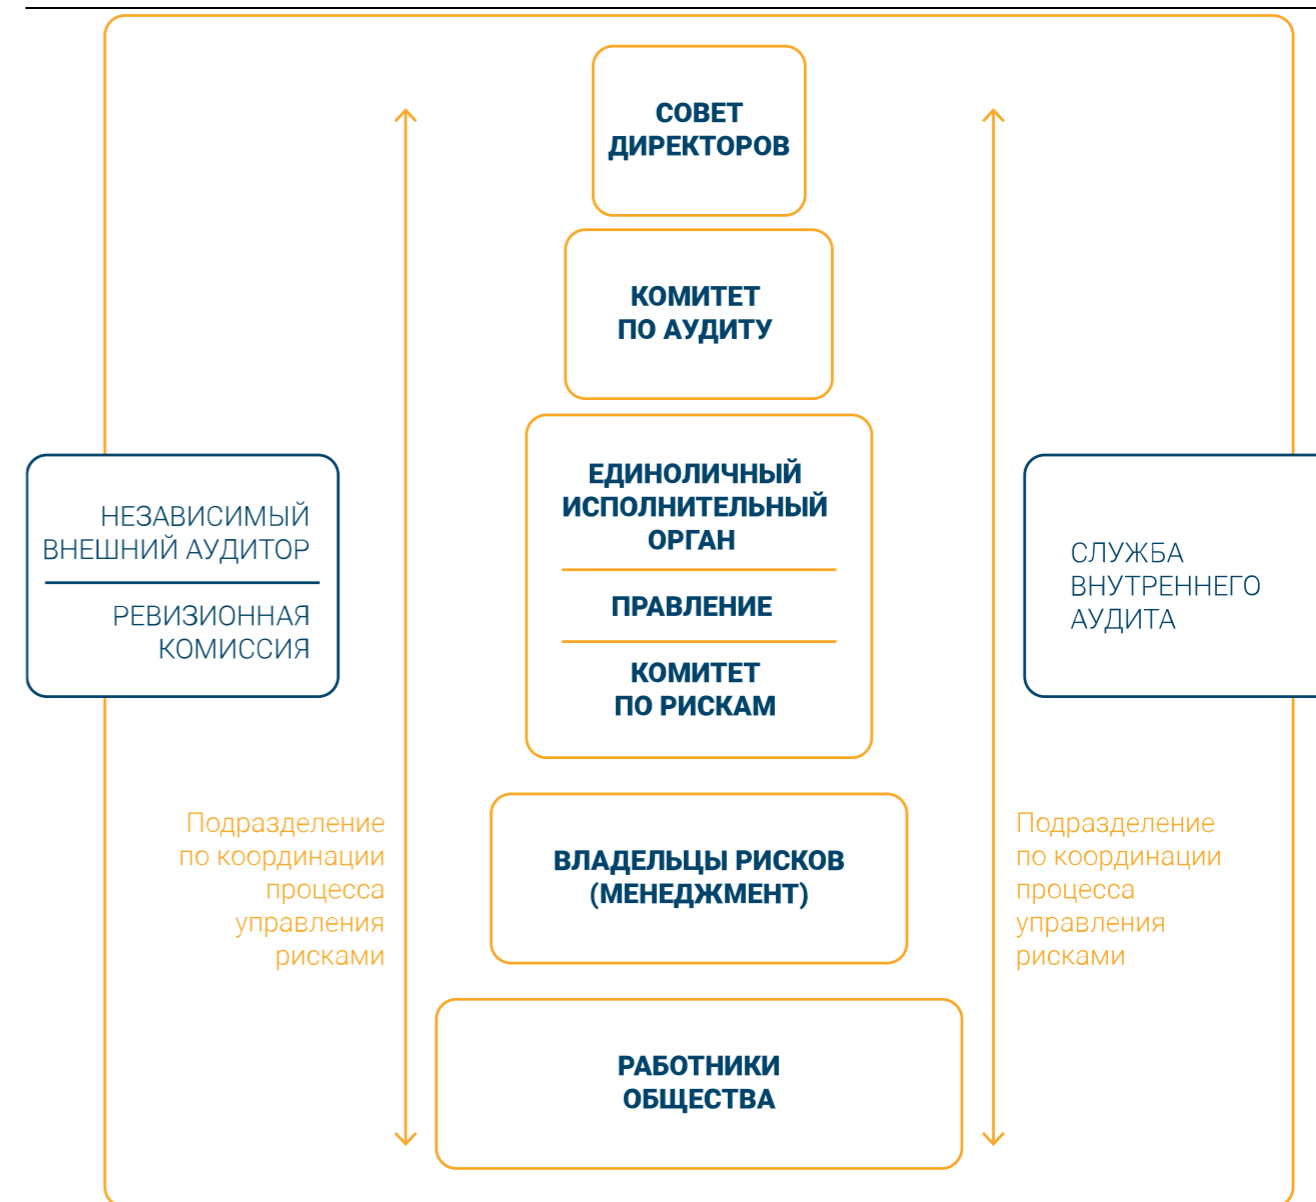 СОВЕТ
ДИРЕКТОРОВ
КОМИТЕТ
ПО АУДИТУ
ЕДИНОЛИЧНЫЙ
ИСПОЛНИТЕЛЬНЫЙ
ОРГАН
ПРАВЛЕНИЕ
КОМИТЕТ
ПО РИСКАМ
НЕЗАВИСИМЫЙ
ВНЕШНИЙ АУДИТОР
РЕВИЗИОННАЯ
КОМИССИЯ
СЛУЖБА
ВНУТРЕННЕГО
АУДИТА
Подразделение
по координации
процесса
управления
рисками
ВЛАДЕЛЬЦЫ РИСКОВ
(МЕНЕДЖМЕНТ)
Подразделение
по координации
процесса
управления
рисками
РАБОТНИКИ
ОБЩЕСТВА